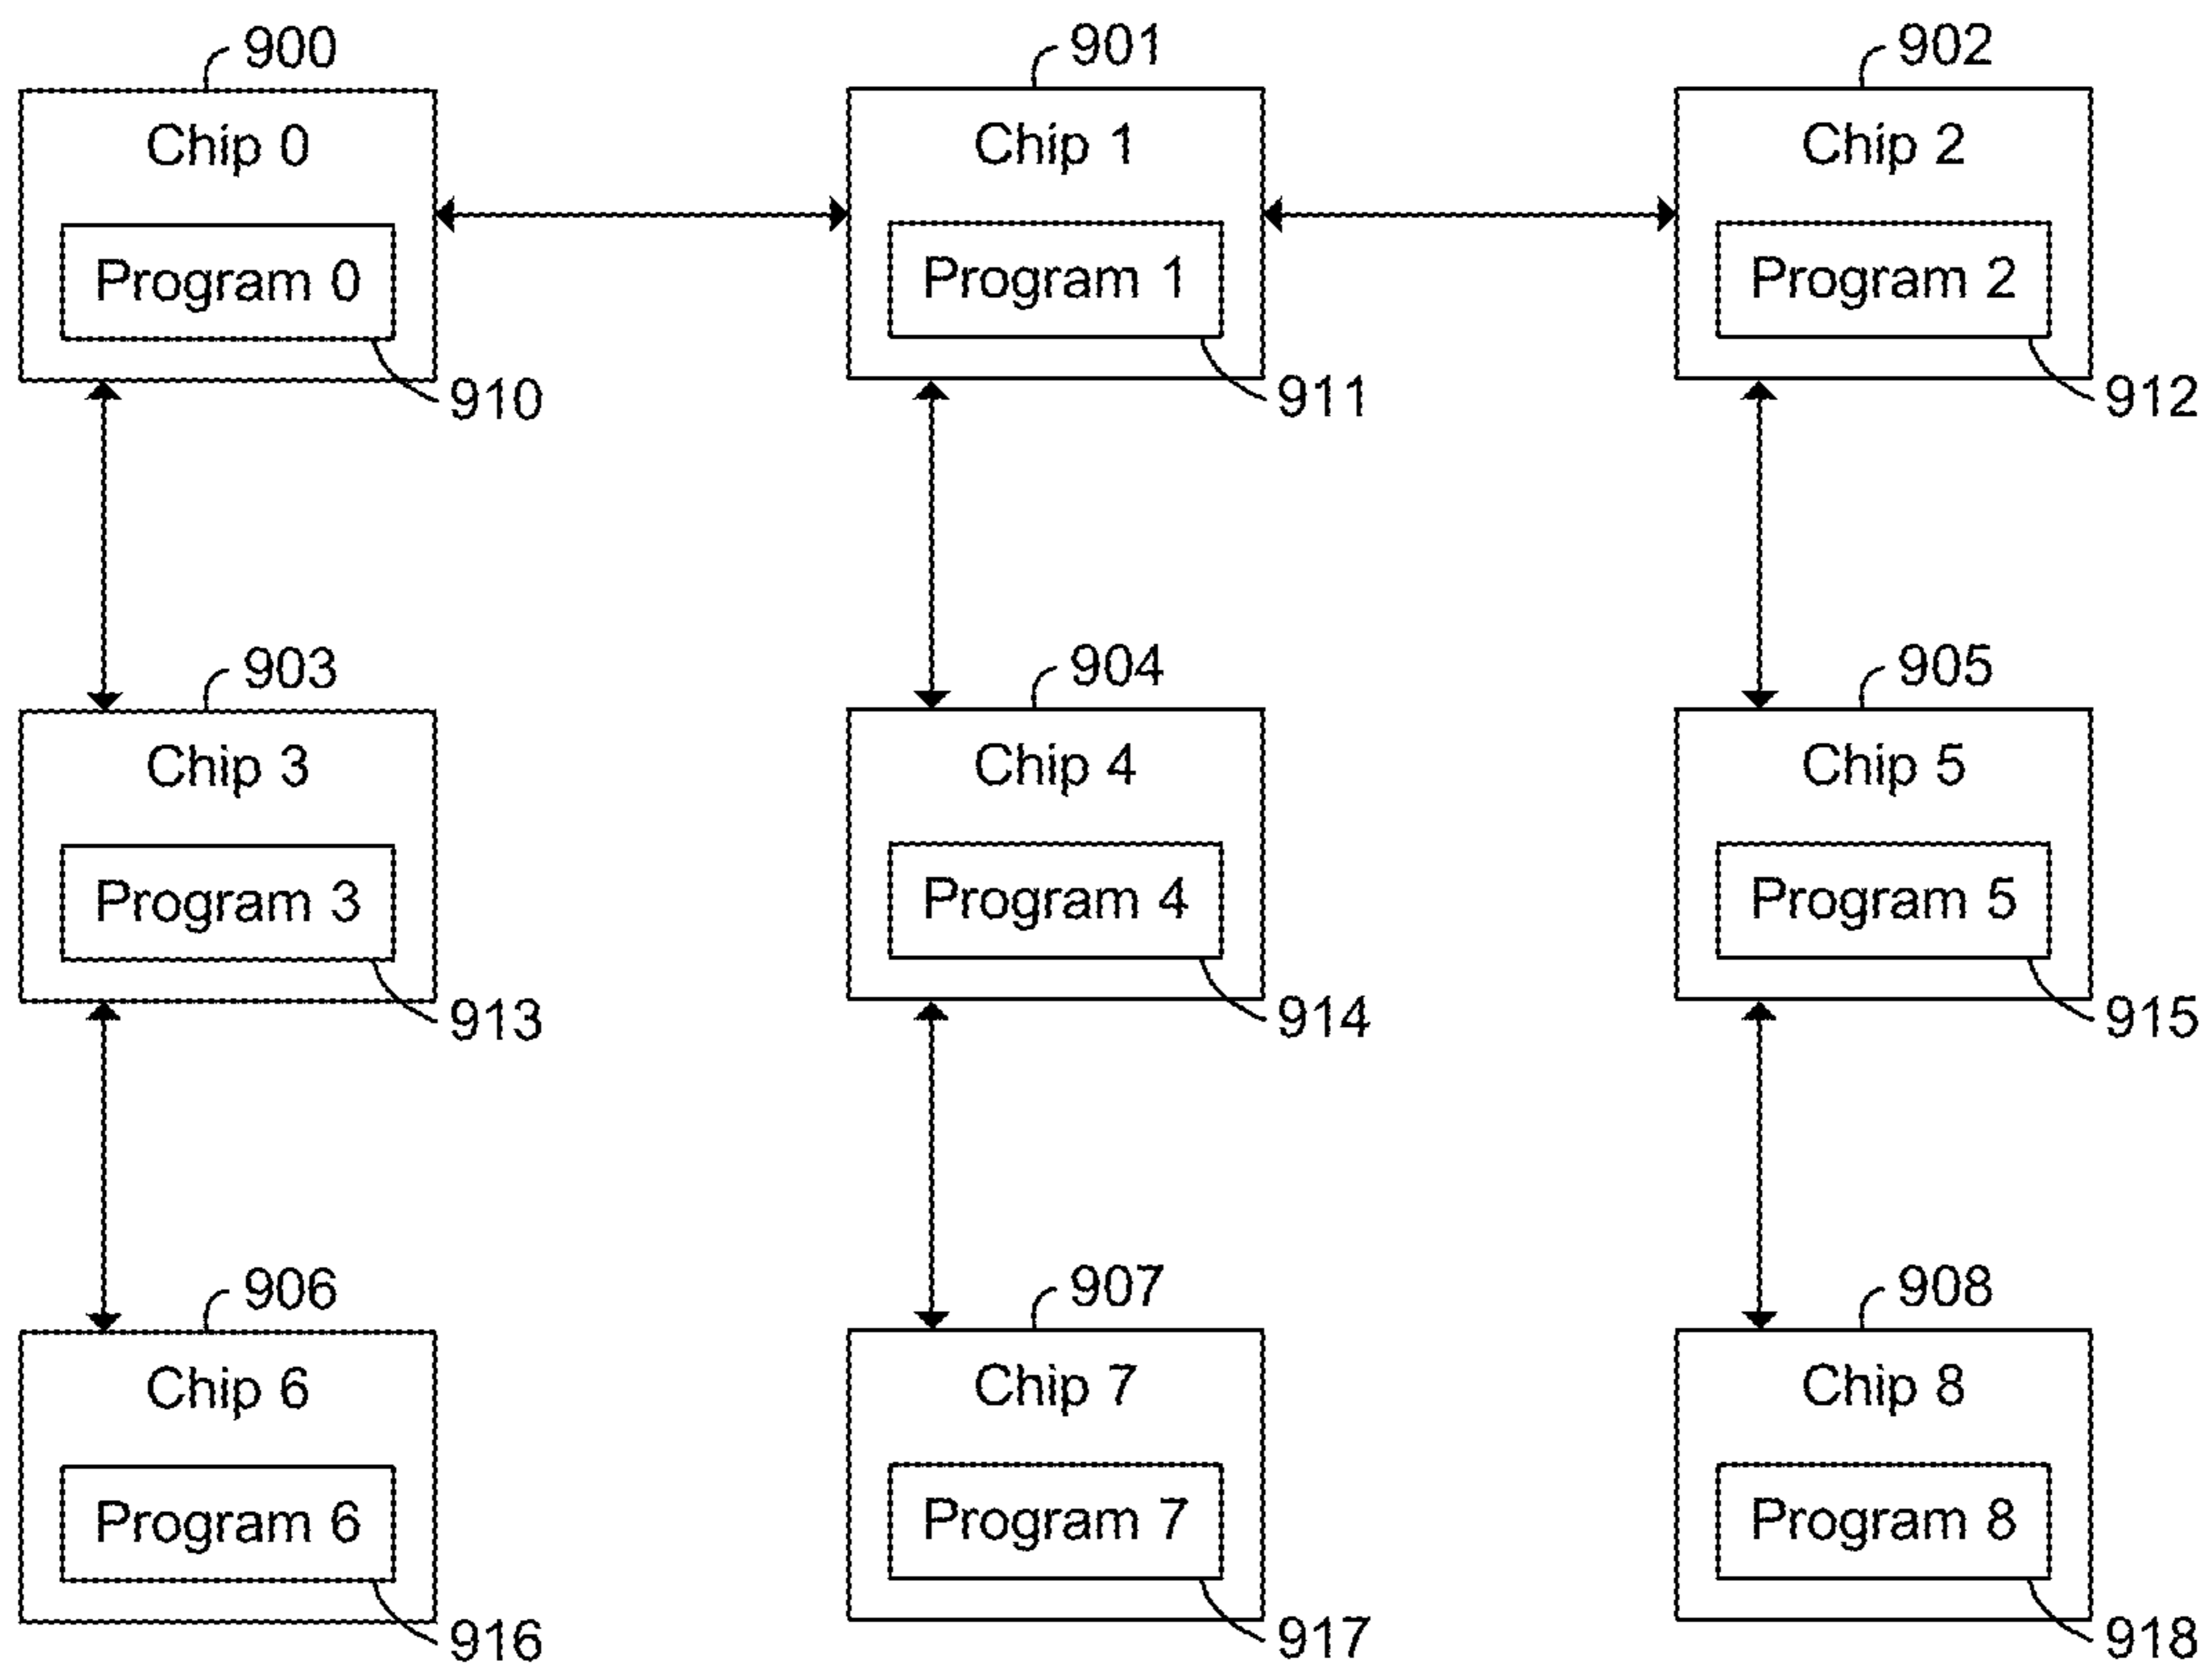 900
901
902
Chip 0
Chip 1
Chip 2
Program 0
Program 1
Program 2
910
911
912
903
904
905
Chip 3
Chip 4
Chip 5
Program 3
Program 4
Program 5
913
914
915
906
907
908
Chip 6
Chip 7
Chip 8
Program 6
Program 7
Program 8
916
917
918